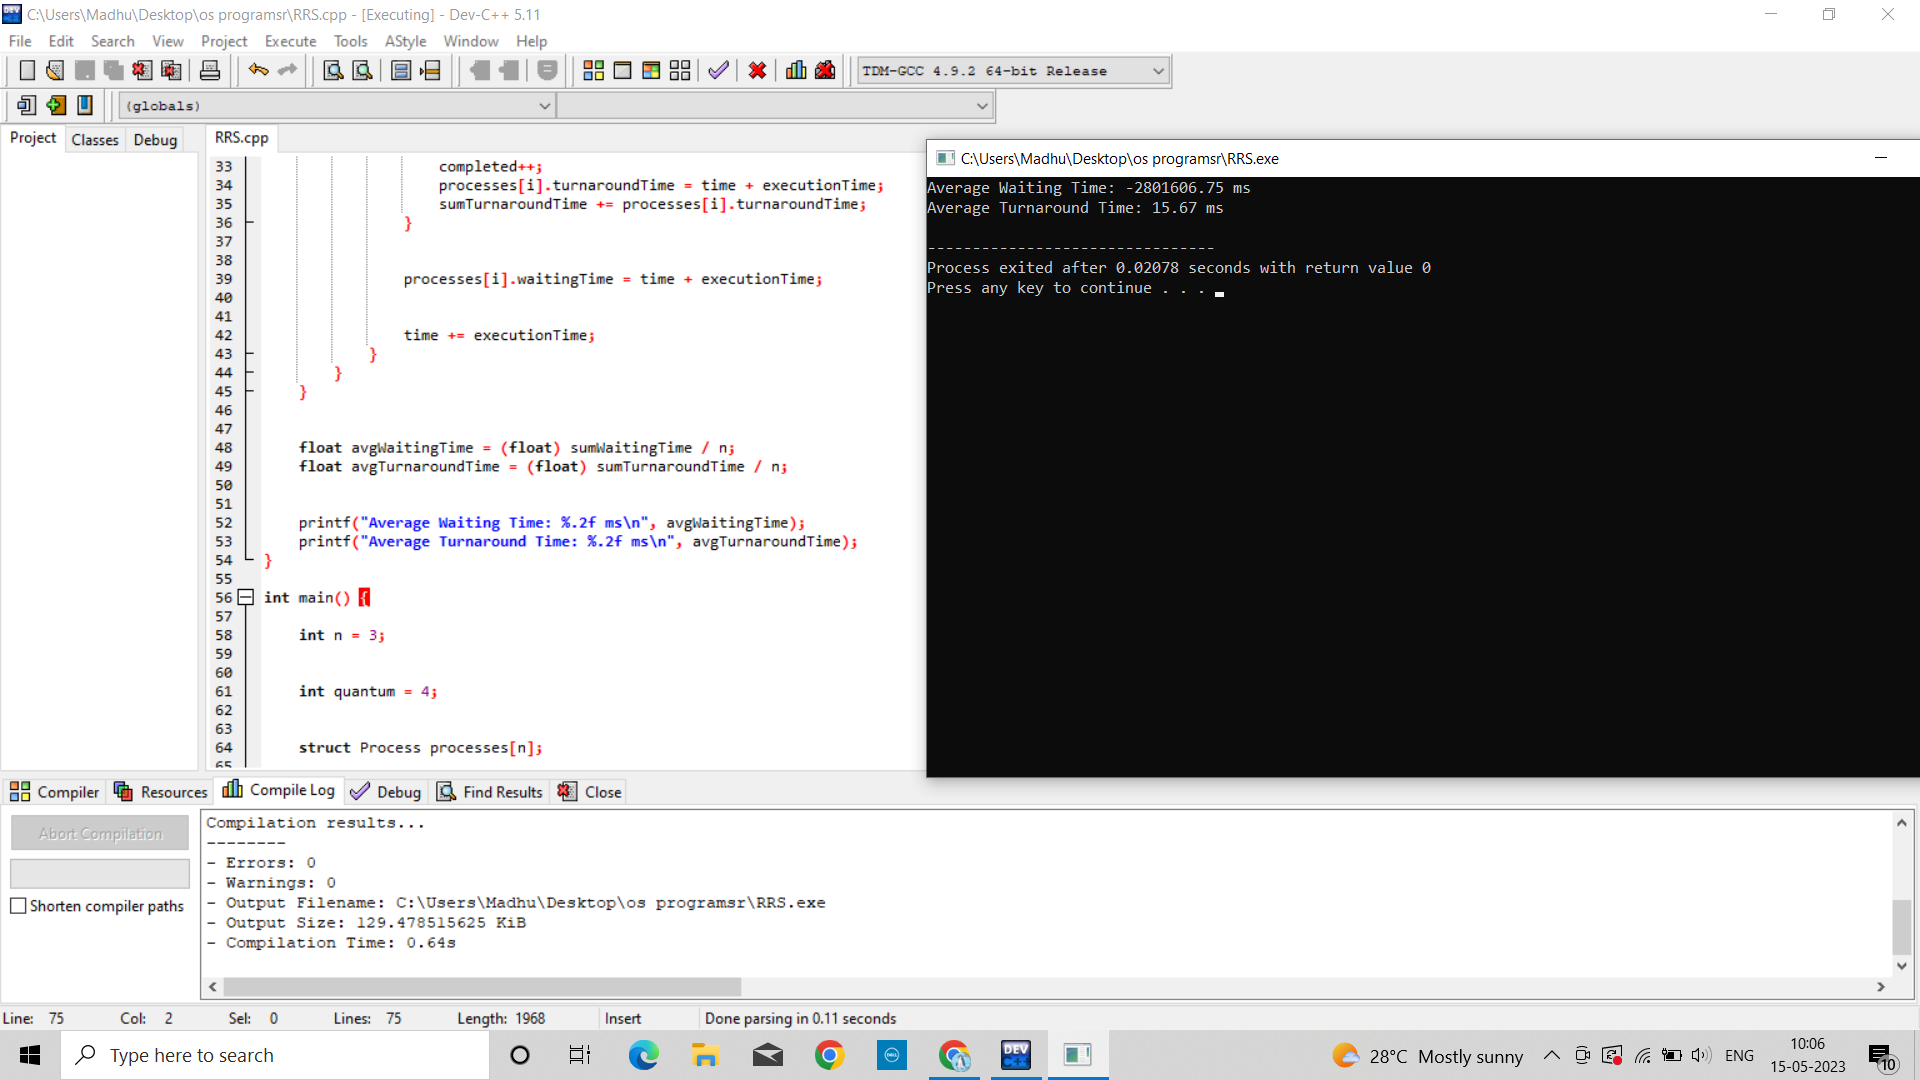 C:\Users\Madhu\Desktop\os programsr\RRS.cpp - [Executing] - Dev-C++ 5.11
File Edit Search View Project Execute Tools AStyle Window Help
TDM-GCC 4.9.2 64-bit Release
(globals)
Project Classes Debug
RRS.cpp
33 completed++;
34 processes[i].turnaroundTime = time + executionTime;
35 sumTurnaroundTime += processes[i].turnaroundTime;
36 }
37
38
39 processes[i].waitingTime = time + executionTime;
40
41
42 time += executionTime;
43 }
44 }
45 }
46
47
48 float avgWaitingTime = (float) sumWaitingTime / n;
49 float avgTurnaroundTime = (float) sumTurnaroundTime / n;
50
51
52 printf("Average Waiting Time: %.2f ms\n", avgWaitingTime);
53 printf("Average Turnaround Time: %.2f ms\n", avgTurnaroundTime);
54 }
55
56 int main() {
57
58 int n = 3;
59
60
61 int quantum = 4;
62
63
64 struct Process processes[n];
65
C:\Users\Madhu\Desktop\os programsr\RRS.exe
Average Waiting Time: -2801606.75 ms
Average Turnaround Time: 15.67 ms
--------------------------------
Process exited after 0.02078 seconds with return value 0
Press any key to continue . . .
Compiler Resources Compile Log Debug Find Results Close
Abort Compilation
Shorten compiler paths
Compilation results...
--------
- Errors: 0
- Warnings: 0
- Output Filename: C:\Users\Madhu\Desktop\os programsr\RRS.exe
- Output Size: 129.478515625 KiB
- Compilation Time: 0.64s
Line: 75 Col: 2 Sel: 0 Lines: 75 Length: 1968 Insert Done parsing in 0.11 seconds
Type here to search
DELL
DEV C++
28°C Mostly sunny
ENG
10:06
15-05-2023
10